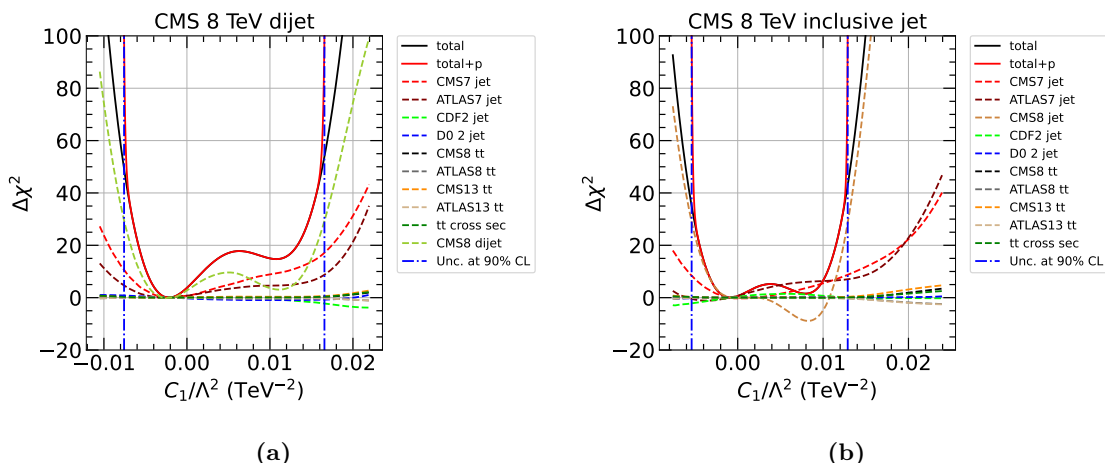 CMS 8 TeV dijet
100
80
60
40
20
0
−20
Δχ²
−0.01
0.00
0.01
0.02
C₁/Λ² (TeV⁻²)
total
total+p
CMS7 jet
ATLAS7 jet
CDF2 jet
D0 2 jet
CMS8 tt
ATLAS8 tt
CMS13 tt
ATLAS13 tt
tt cross sec
CMS8 dijet
Unc. at 90% CL
(a)
CMS 8 TeV inclusive jet
100
80
60
40
20
0
−20
Δχ²
0.00
0.01
0.02
C₁/Λ² (TeV⁻²)
total
total+p
CMS7 jet
ATLAS7 jet
CMS8 jet
CDF2 jet
D0 2 jet
CMS8 tt
ATLAS8 tt
CMS13 tt
ATLAS13 tt
tt cross sec
Unc. at 90% CL
(b)